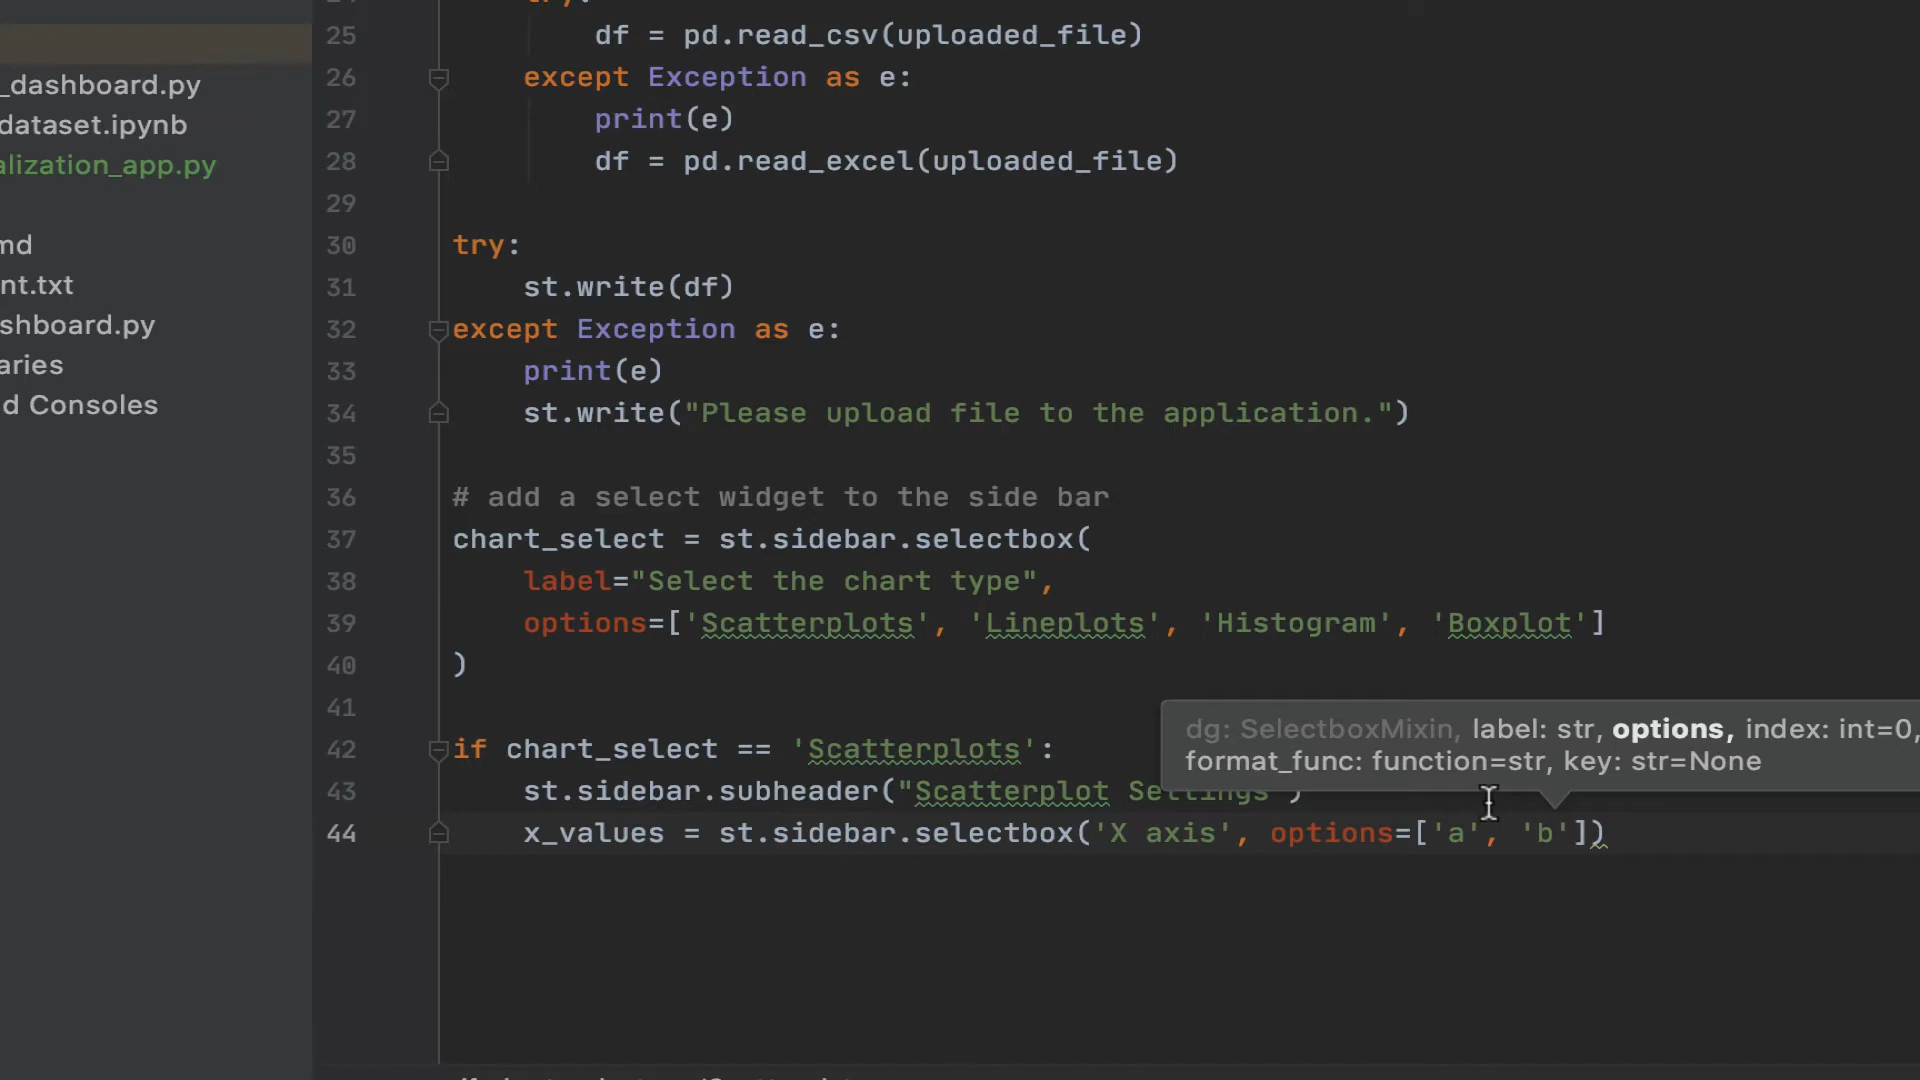 _dashboard.py
dataset.ipynb
alization_app.py
md
nt.txt
shboard.py
aries
d Consoles
24 try:
25 df = pd.read_csv(uploaded_file)
26 except Exception as e:
27 print(e)
28 df = pd.read_excel(uploaded_file)
29
30 try:
31 st.write(df)
32 except Exception as e:
33 print(e)
34 st.write("Please upload file to the application.")
35
36 # add a select widget to the side bar
37 chart_select = st.sidebar.selectbox(
38 label="Select the chart type",
39 options=['Scatterplots', 'Lineplots', 'Histogram', 'Boxplot']
40 )
41
42 if chart_select == 'Scatterplots':
43 st.sidebar.subheader("Scatterplot Settings")
44 x_values = st.sidebar.selectbox('X axis', options=['a', 'b'])
dg: SelectboxMixin, label: str, options, index: int=0,
format_func: function=str, key: str=None